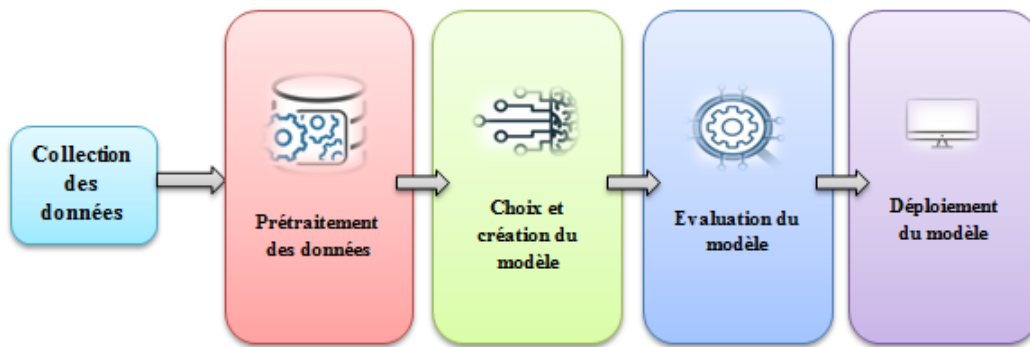 Collection
des
données
Prétraitement
des données
Choix et
création du
modèle
Evaluation du
modèle
Déploiement
du modèle